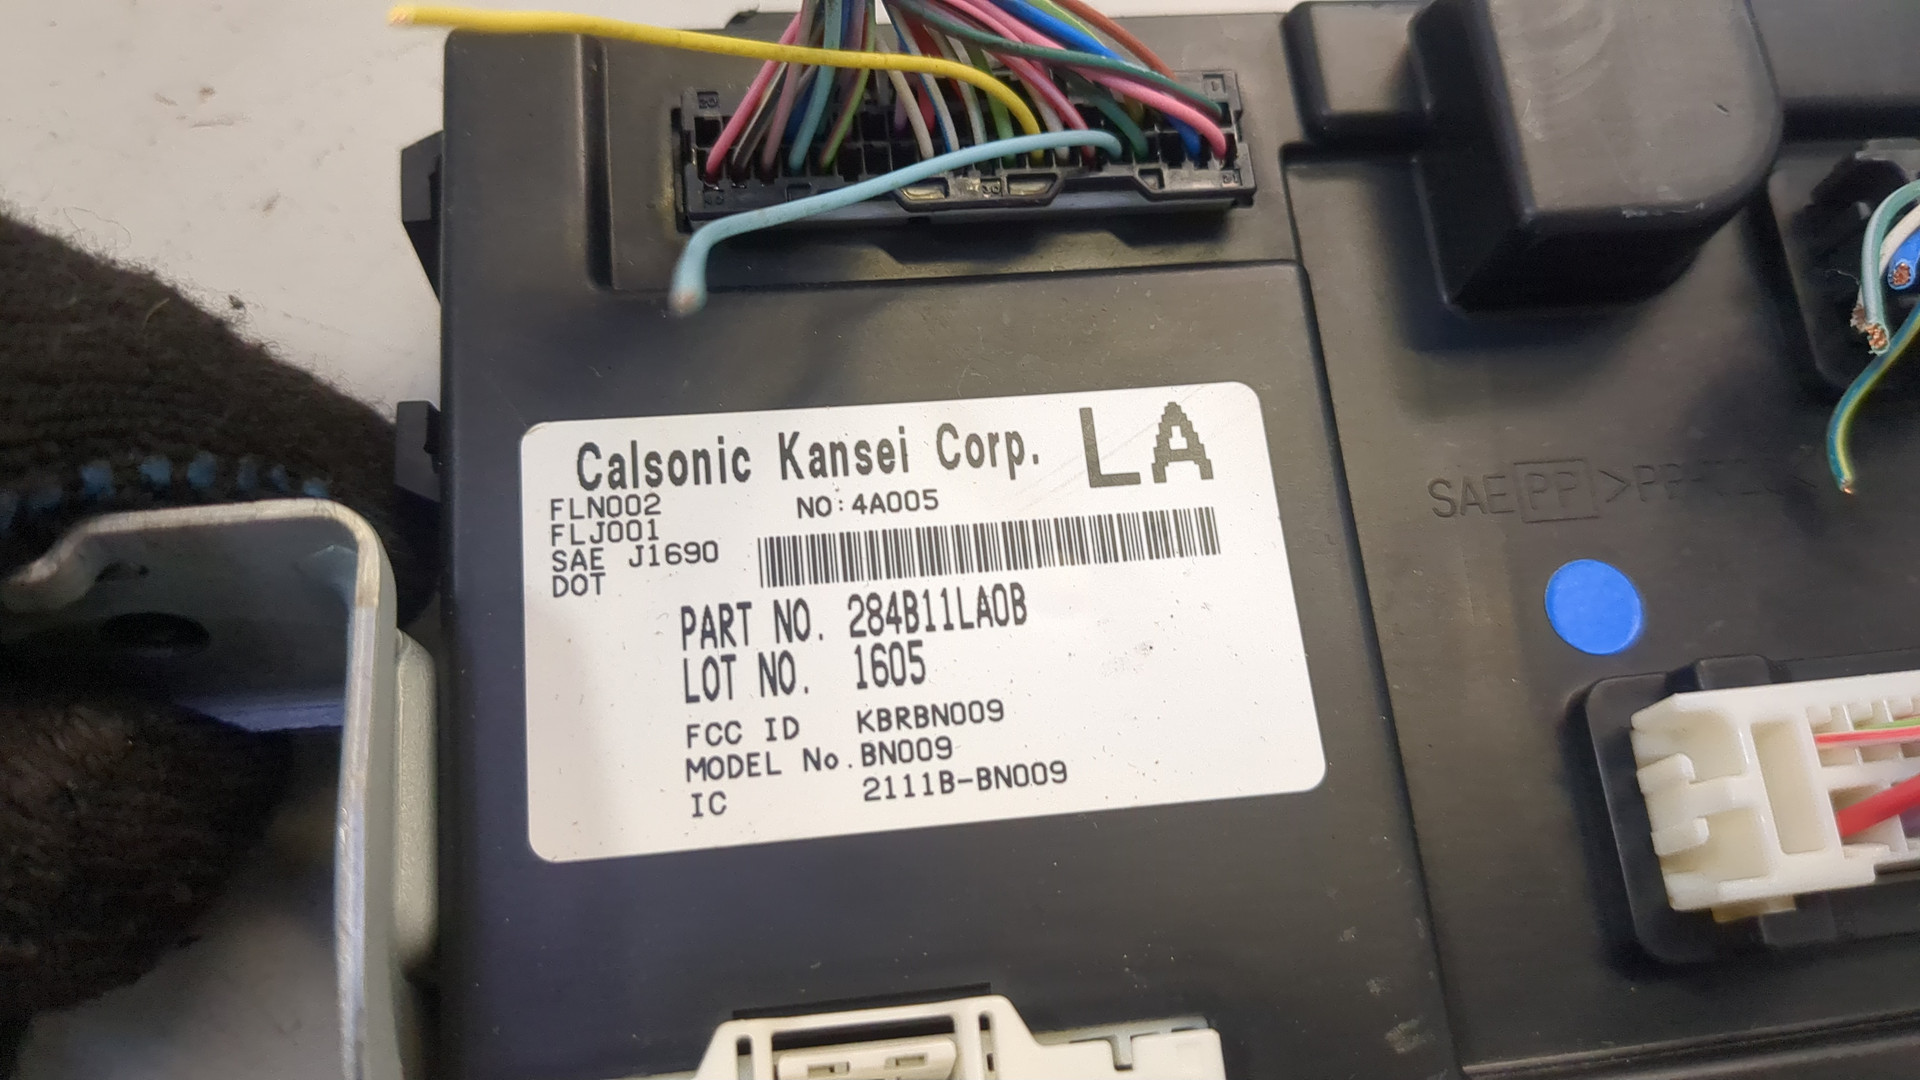 Calsonic Kansei Corp. LA
FLN002 NO:4A005
FLJ001
SAE J1690
DOT
PART NO. 284B11LA0B
LOT NO. 1605
FCC ID KBRBN009
MODEL No. BN009
IC 2111B-BN009
SAE PP